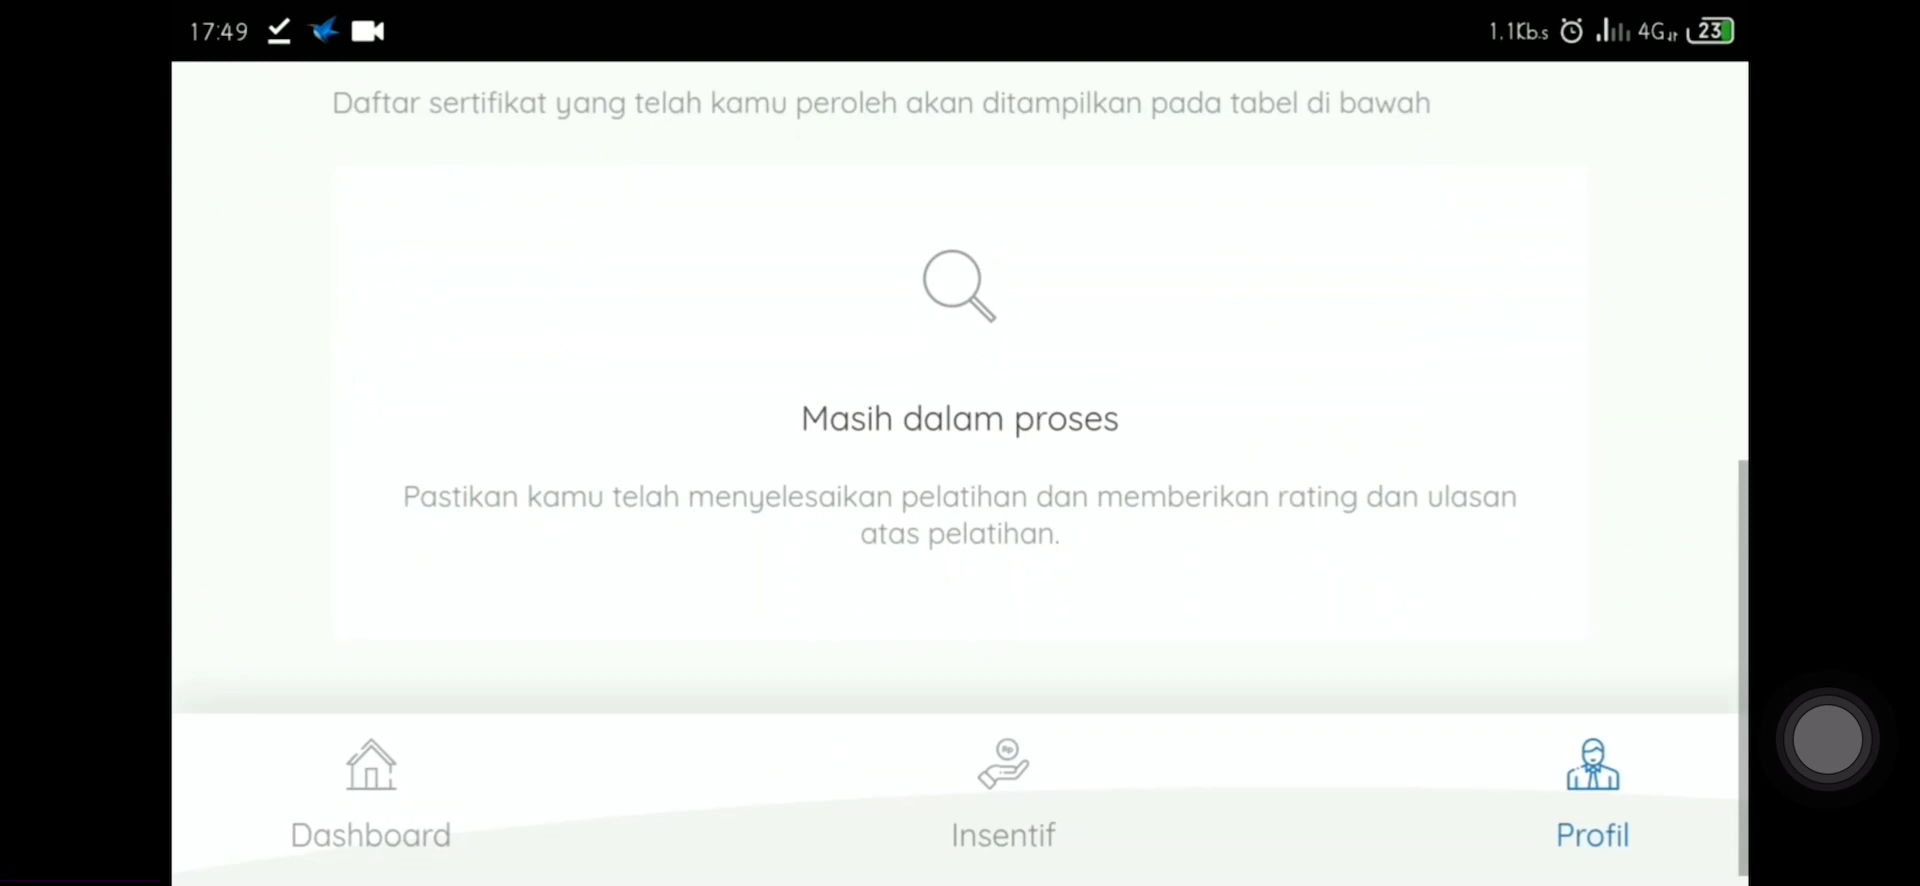 17:49
1.1Kb.s 4G 23
Daftar sertifikat yang telah kamu peroleh akan ditampilkan pada tabel di bawah
Masih dalam proses
Pastikan kamu telah menyelesaikan pelatihan dan memberikan rating dan ulasan
atas pelatihan.
Rp
Dashboard
Insentif
Profil